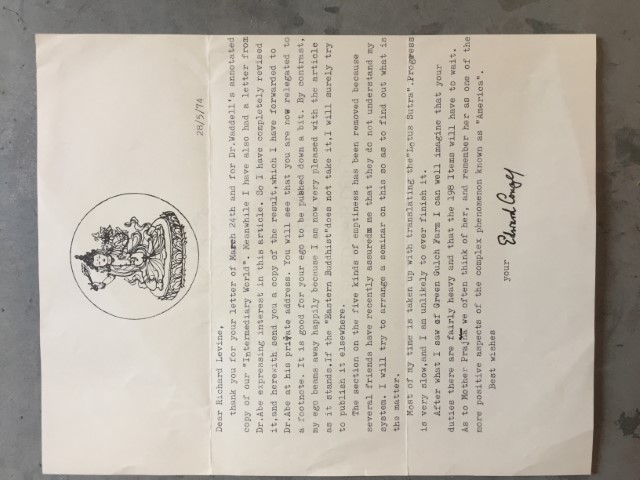 28/5/74
Dear Richard Levine,
thank you for your letter of March 24th and for Dr.Waddell's annotated
copy of our "Intermediary World". Meanwhile I have also had a letter from
Dr.Abe expressing interest in this article. So I have completely revised
it,and herewith send you a copy of the result,which I have forwarded to
Dr.Abe at his private address. You will see that you are now relegated to
a footnote. It is good for your ego to be pushed down a bit. By contrast,
my ego beams away happily because I am now very pleased with the article
as it stands.If the "Eastern Buddhist"does not take it,I will surely try
to publish it elsewhere.
The section on the five kinds of emptiness has been removed because
several friends have recently assured me that they do not understand my
system. I will try to arrange a seminar on this so as to find out what is
the matter.
Most of my time is taken up with translating the"Lotus Sutra".Progress
is very slow,and I am unlikely to ever finish it.
After what I saw of Green Gulch Farm I can well imagine that your
duties there are fairly heavy and that the 198 Items will have to wait.
As to Mother Prajna we often think of her, and remember her as one of the
more positive aspects of the complex phenomenon known as "America".
Best wishes
your
Edward Conze